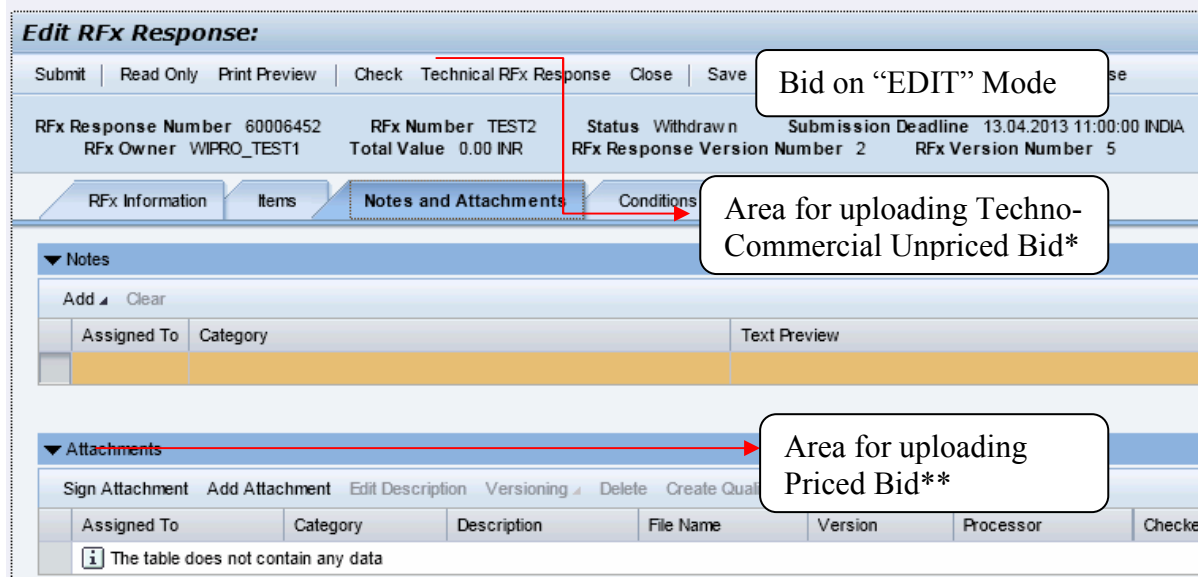 Edit RFx Response:
Submit Read Only Print Preview Check Technical RFx Response Close Save
Bid on “EDIT” Mode
RFx Response Number 60006452 RFx Number TEST2 Status Withdrawn Submission Deadline 13.04.2013 11:00:00 INDIA
RFx Owner WIPRO_TEST1 Total Value 0.00 INR RFx Response Version Number 2 RFx Version Number 5
RFx Information Items Notes and Attachments Conditions
Area for uploading Techno-
Commercial Unpriced Bid*
Notes
Add Clear
Assigned To Category Text Preview
Attachments
Area for uploading
Priced Bid**
Sign Attachment Add Attachment Edit Description Versioning Delete Create
Assigned To Category Description File Name Version Processor
The table does not contain any data